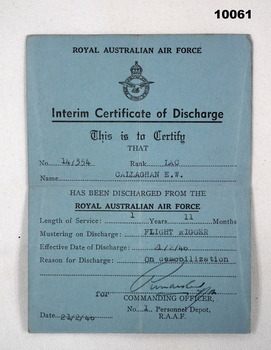 10061
ROYAL AUSTRALIAN AIR FORCE
Interim Certificate of Discharge
This is to Certify
THAT
No. 14/354 Rank LAC
Name CALLAGHAN E.W.
HAS BEEN DISCHARGED FROM THE
ROYAL AUSTRALIAN AIR FORCE
Length of Service: 1 Years 11 Months
Mustering on Discharge: FLIGHT RIGGER
Effective Date of Discharge: 21/2/46
Reason for Discharge: On demobilization
for COMMANDING OFFICER,
No. 1 Personnel Depot,
Date 21/2/46 R.A.A.F.